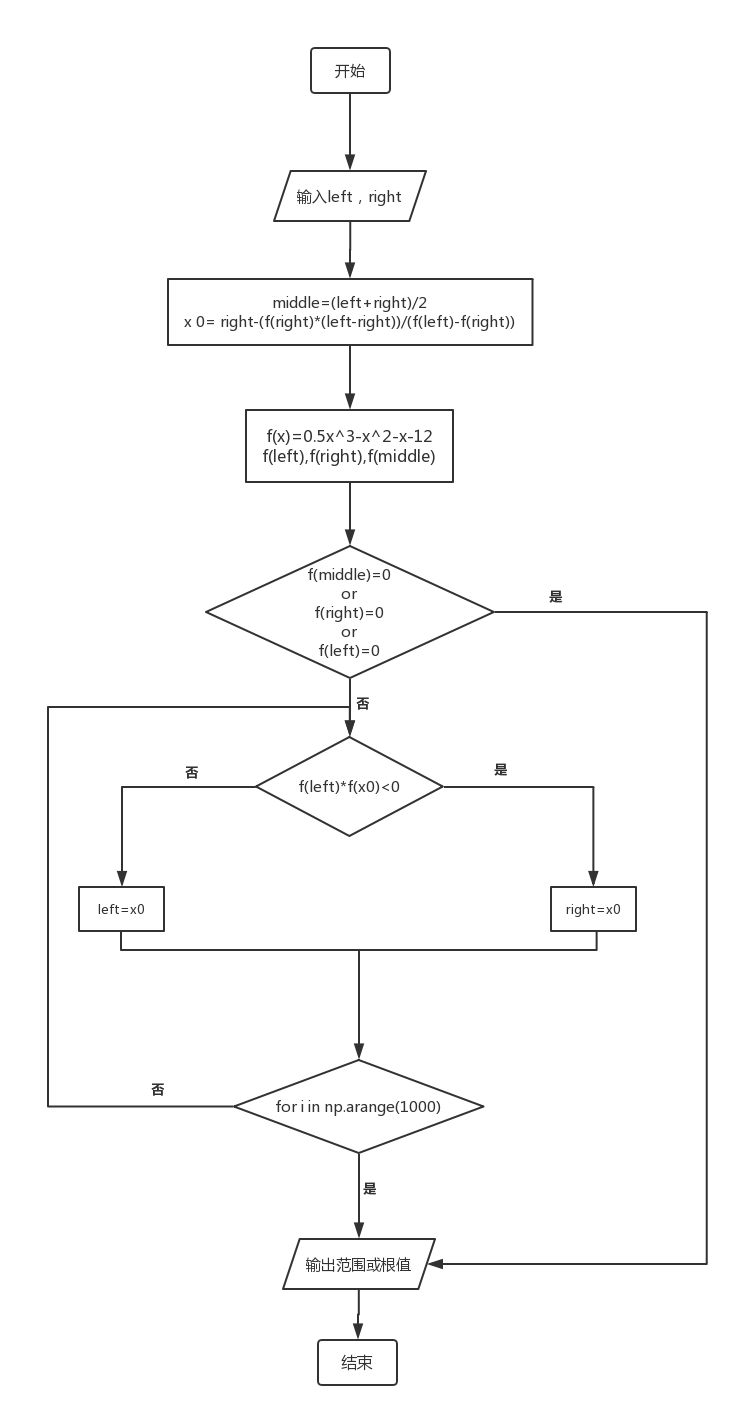 开始
输入left，right
middle=(left+right)/2
x 0= right-(f(right)*(left-right))/(f(left)-f(right))
f(x)=0.5x^3-x^2-x-12
f(left),f(right),f(middle)
f(middle)=0
or
f(right)=0
or
f(left)=0
是
否
f(left)*f(x0)<0
否
是
left=x0
right=x0
for i in np.arange(1000)
否
是
输出范围或根值
结束